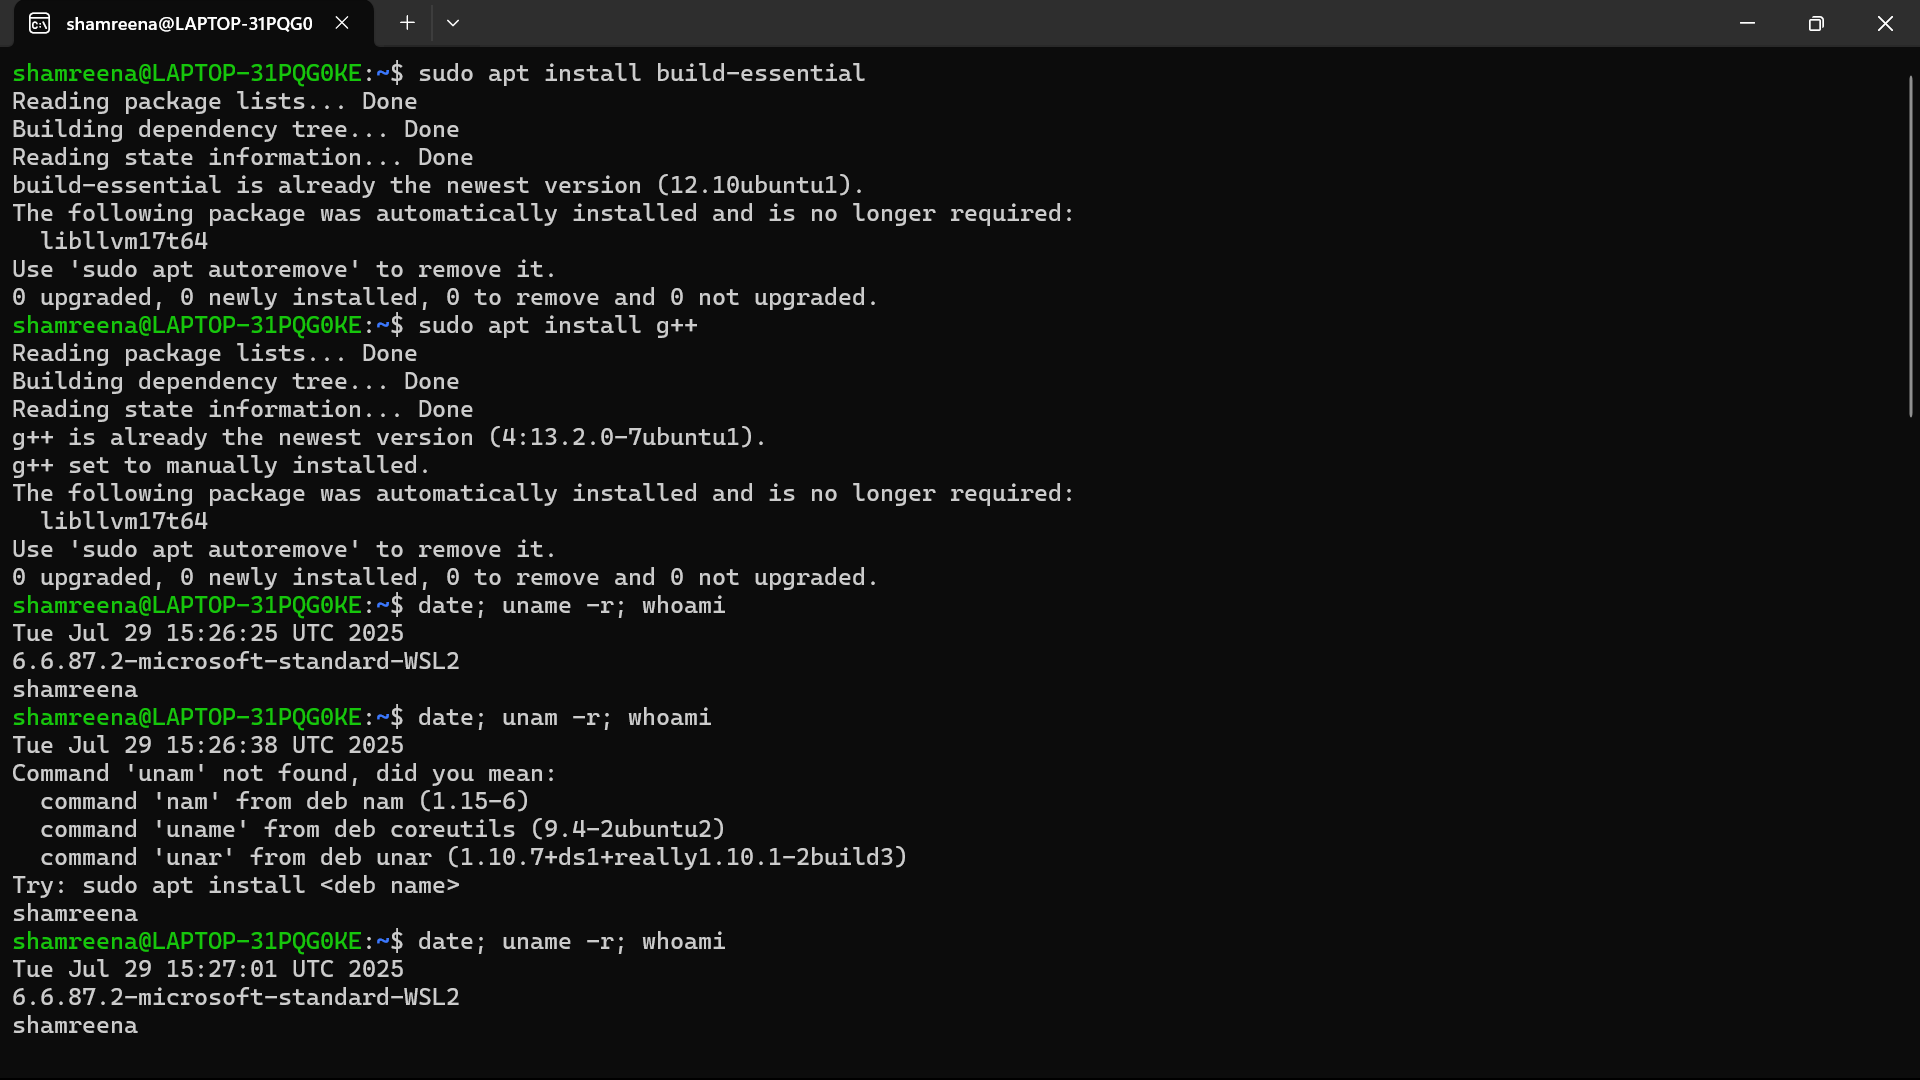 shamreena@LAPTOP-31PQG0
shamreena@LAPTOP-31PQG0KE:~$ sudo apt install build-essential
Reading package lists... Done
Building dependency tree... Done
Reading state information... Done
build-essential is already the newest version (12.10ubuntu1).
The following package was automatically installed and is no longer required:
  libllvm17t64
Use 'sudo apt autoremove' to remove it.
0 upgraded, 0 newly installed, 0 to remove and 0 not upgraded.
shamreena@LAPTOP-31PQG0KE:~$ sudo apt install g++
Reading package lists... Done
Building dependency tree... Done
Reading state information... Done
g++ is already the newest version (4:13.2.0-7ubuntu1).
g++ set to manually installed.
The following package was automatically installed and is no longer required:
  libllvm17t64
Use 'sudo apt autoremove' to remove it.
0 upgraded, 0 newly installed, 0 to remove and 0 not upgraded.
shamreena@LAPTOP-31PQG0KE:~$ date; uname -r; whoami
Tue Jul 29 15:26:25 UTC 2025
6.6.87.2-microsoft-standard-WSL2
shamreena
shamreena@LAPTOP-31PQG0KE:~$ date; unam -r; whoami
Tue Jul 29 15:26:38 UTC 2025
Command 'unam' not found, did you mean:
  command 'nam' from deb nam (1.15-6)
  command 'uname' from deb coreutils (9.4-2ubuntu2)
  command 'unar' from deb unar (1.10.7+ds1+really1.10.1-2build3)
Try: sudo apt install <deb name>
shamreena
shamreena@LAPTOP-31PQG0KE:~$ date; uname -r; whoami
Tue Jul 29 15:27:01 UTC 2025
6.6.87.2-microsoft-standard-WSL2
shamreena